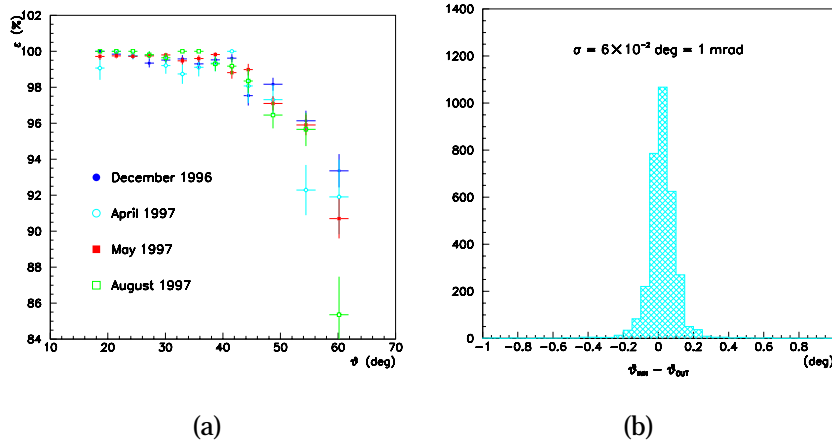 ε (%)
102
100
98
96
94
92
90
88
86
84
December 1996
April 1997
May 1997
August 1997
10 20 30 40 50 60 70
ϑ (deg)
(a)
1400
1200
1000
800
600
400
200
0
σ = 6×10⁻² deg = 1 mrad
-1 -0.8 -0.6 -0.4 -0.2 0 0.2 0.4 0.6 0.8
(deg)
(b)